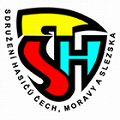 SDRUŽENÍ HASIČŮ ČECH, MORAVY A SLEZSKA
SH